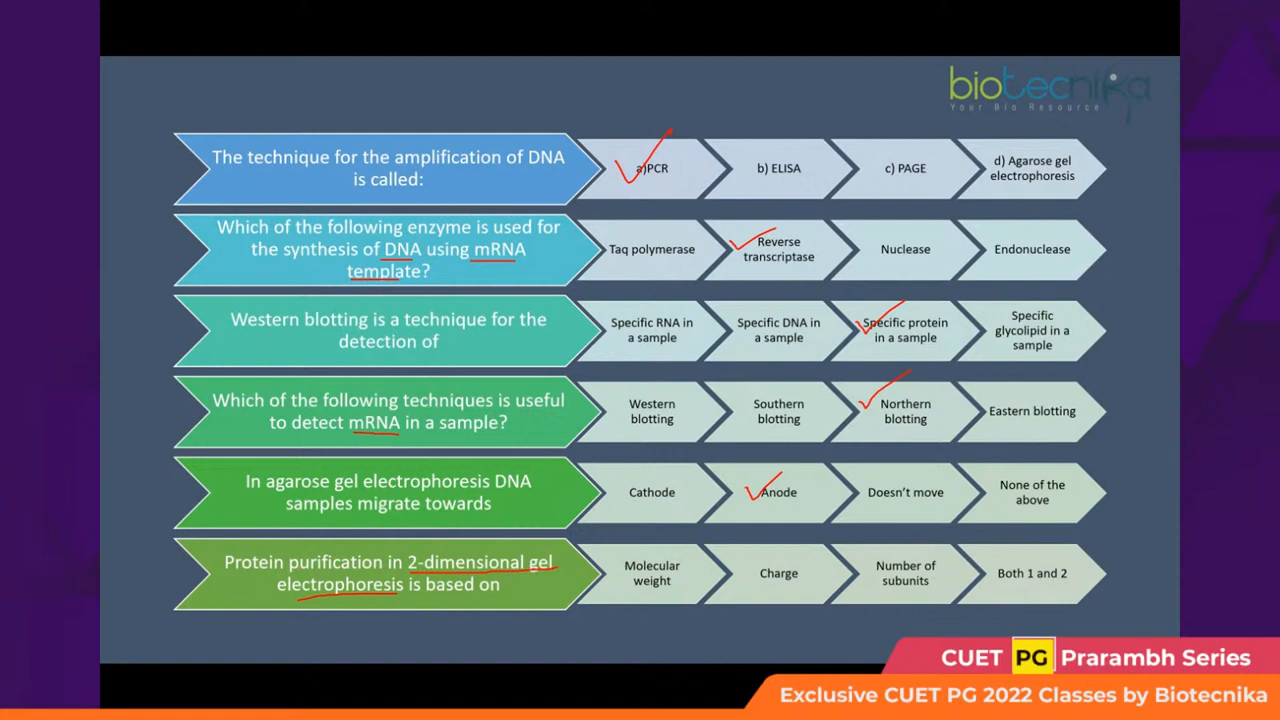 biotecnika
Your Bio Resource
The technique for the amplification of DNA
is called:
a)PCR
b) ELISA
c) PAGE
d) Agarose gel
electrophoresis
Which of the following enzyme is used for
the synthesis of DNA using mRNA
template?
Taq polymerase
Reverse
transcriptase
Nuclease
Endonuclease
Western blotting is a technique for the
detection of
Specific RNA in
a sample
Specific DNA in
a sample
Specific protein
in a sample
Specific
glycolipid in a
sample
Which of the following techniques is useful
to detect mRNA in a sample?
Western
blotting
Southern
blotting
Northern
blotting
Eastern blotting
In agarose gel electrophoresis DNA
samples migrate towards
Cathode
Anode
Doesn't move
None of the
above
Protein purification in 2-dimensional gel
electrophoresis is based on
Molecular
weight
Charge
Number of
subunits
Both 1 and 2
CUET PG Prarambh Series
Exclusive CUET PG 2022 Classes by Biotecnika